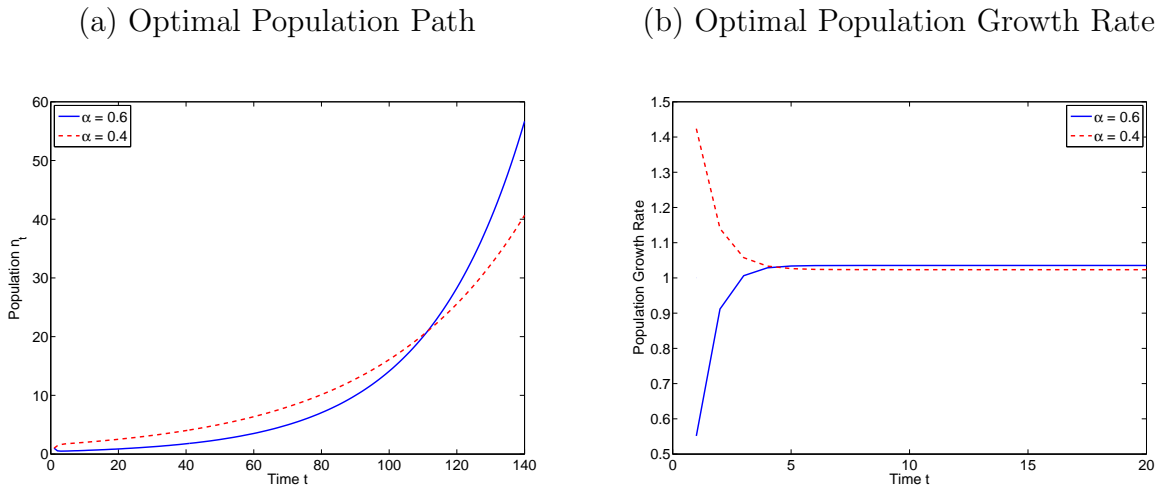 (a) Optimal Population Path
60
50
40
30
20
10
0
0 20 40 60 80 100 120 140
Population n_t
Time t
α = 0.6
α = 0.4
(b) Optimal Population Growth Rate
1.5
1.4
1.3
1.2
1.1
1
0.9
0.8
0.7
0.6
0.5
0 5 10 15 20
Population Growth Rate
Time t
α = 0.6
α = 0.4